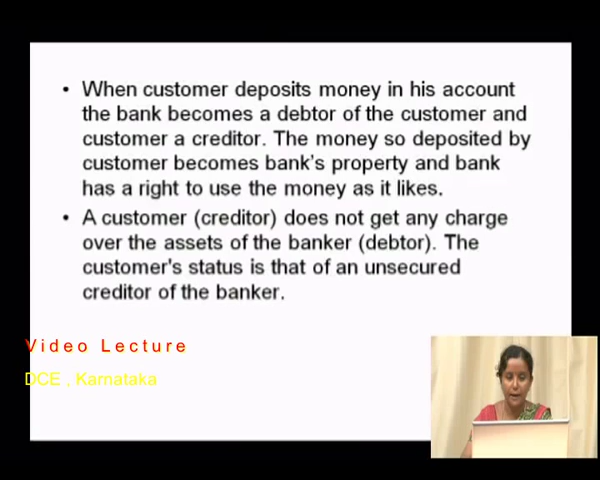 • When customer deposits money in his account
the bank becomes a debtor of the customer and
customer a creditor. The money so deposited by
customer becomes bank's property and bank
has a right to use the money as it likes.
• A customer (creditor) does not get any charge
over the assets of the banker (debtor). The
customer's status is that of an unsecured
creditor of the banker.
Video Lecture
DCE , Karnataka